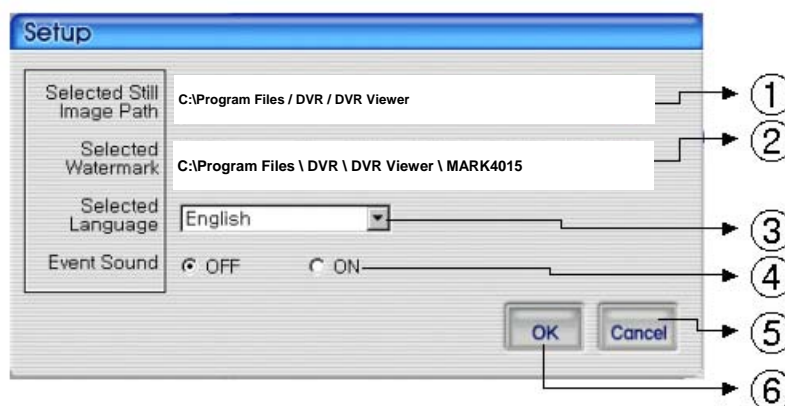 Setup
Selected Still
Image Path
C:\Program Files / DVR / DVR Viewer
①
②
Selected
Watermark
C:\Program Files \ DVR \ DVR Viewer \ MARK4015
Selected
Language
English
③
Event Sound
OFF
ON
④
OK
Cancel
⑤
⑥